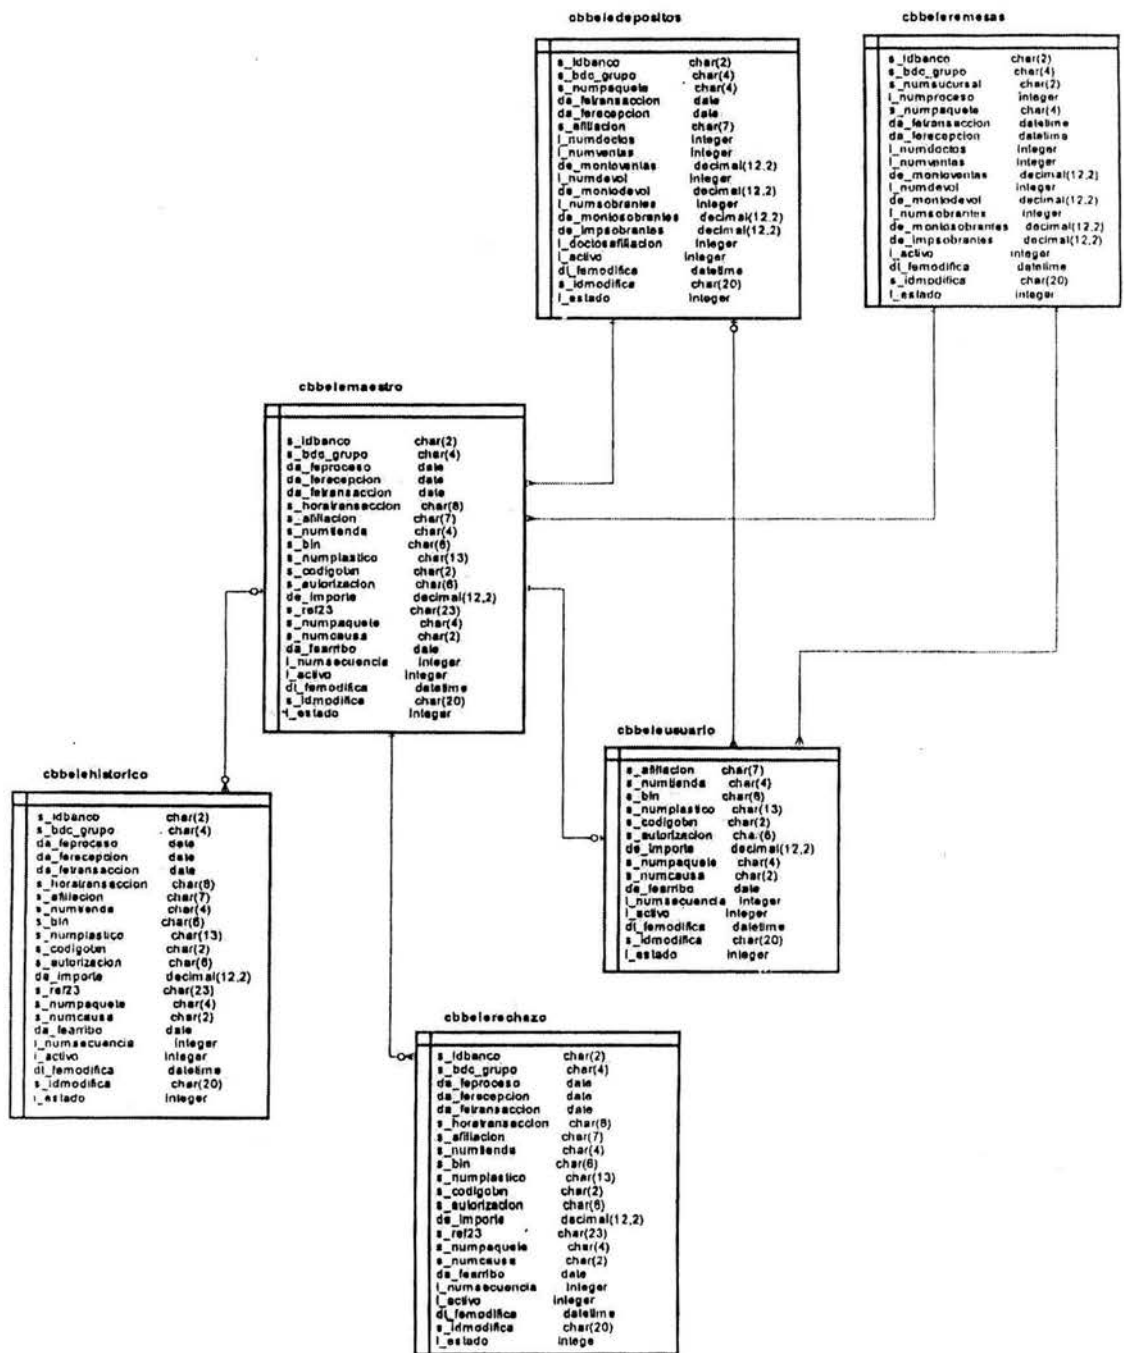 cbbeledepositos
s_idbanco char(2)
s_bdc_grupo char(4)
s_numpaquete char(4)
da_fetransaccion date
da_ferecepcion date
s_afiliacion char(7)
i_numdoctos integer
i_numventas integer
de_montoventas decimal(12,2)
i_numdevol integer
de_montodevol decimal(12,2)
i_numsobrantes integer
de_montosobrantes decimal(12,2)
de_impsobrantes decimal(12,2)
i_doctosafiliacion integer
i_activo integer
dt_femodifica datetime
s_idmodifica char(20)
i_estado integer
cbbeleremesas
s_idbanco char(2)
s_bdc_grupo char(4)
s_numsucursal char(2)
i_numproceso integer
s_numpaquete char(4)
da_fetransaccion datetime
da_ferecepcion datetime
i_numdoctos integer
i_numventas integer
de_montoventas decimal(12,2)
i_numdevol integer
de_montodevol decimal(12,2)
i_numsobrantes integer
de_montosobrantes decimal(12,2)
de_impsobrantes decimal(12,2)
i_activo integer
dt_femodifica datetime
s_idmodifica char(20)
i_estado integer
cbbelemaestro
s_idbanco char(2)
s_bdc_grupo char(4)
da_feproceso date
da_ferecepcion date
da_fetransaccion date
s_horatransaccion char(8)
s_afiliacion char(7)
s_numtienda char(4)
s_bin char(6)
s_numplastico char(13)
s_codigotxn char(2)
s_autorizacion char(6)
de_importe decimal(12,2)
s_ref23 char(23)
s_numpaquete char(4)
s_numcausa char(2)
da_fearribo date
i_numsecuencia integer
i_activo integer
dt_femodifica datetime
s_idmodifica char(20)
i_estado integer
cbbeleusuario
s_afiliacion char(7)
s_numtienda char(4)
s_bin char(6)
s_numplastico char(13)
s_codigotxn char(2)
s_autorizacion char(6)
de_importe decimal(12,2)
s_numpaquete char(4)
s_numcausa char(2)
da_fearribo date
i_numsecuencia integer
i_activo integer
dt_femodifica datetime
s_idmodifica char(20)
i_estado integer
cbbelehistorico
s_idbanco char(2)
s_bdc_grupo char(4)
da_feproceso date
da_ferecepcion date
da_fetransaccion date
s_horatransaccion char(8)
s_afiliacion char(7)
s_numtienda char(4)
s_bin char(6)
s_numplastico char(13)
s_codigotxn char(2)
s_autorizacion char(6)
de_importe decimal(12,2)
s_ref23 char(23)
s_numpaquete char(4)
s_numcausa char(2)
da_fearribo date
i_numsecuencia integer
i_activo integer
dt_femodifica datetime
s_idmodifica char(20)
i_estado integer
cbbelerechazo
s_idbanco char(2)
s_bdc_grupo char(4)
da_feproceso date
da_ferecepcion date
da_fetransaccion date
s_horatransaccion char(8)
s_afiliacion char(7)
s_numtienda char(4)
s_bin char(6)
s_numplastico char(13)
s_codigotxn char(2)
s_autorizacion char(6)
de_importe decimal(12,2)
s_ref23 char(23)
s_numpaquete char(4)
s_numcausa char(2)
da_fearribo date
i_numsecuencia integer
i_activo integer
dt_femodifica datetime
s_idmodifica char(20)
i_estado intege